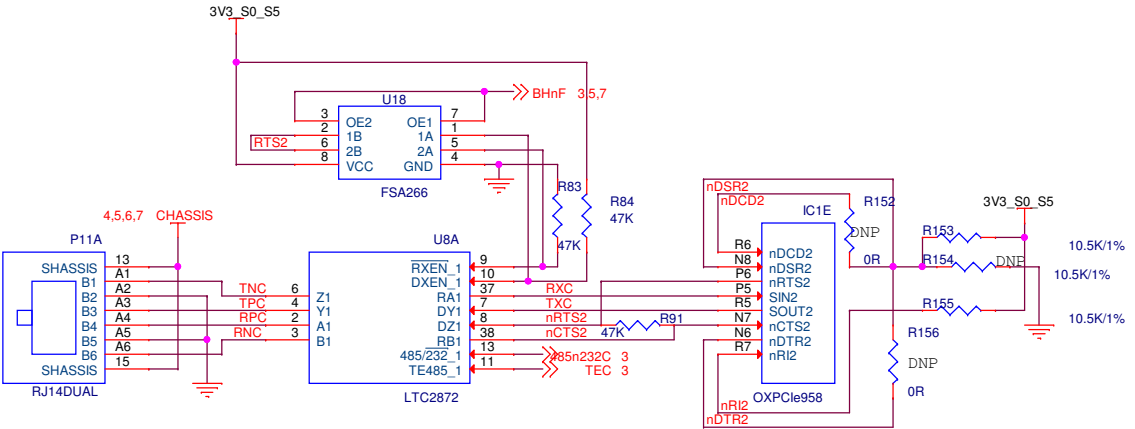 3V3_S0_S5
U18
BHnF 3,5,7
3 OE2 OE1 7
2 1B 1A 1
RTS2 6 2B 2A 5
8 VCC GND 4
FSA266
R83
47K
R84
47K
4,5,6,7 CHASSIS
P11A
SHASSIS 13
B1 A1
B2 A2
B3 A3
B4 A4
B5 A5
B6 A6
SHASSIS 15
RJ14DUAL
TNC
TPC
RPC
RNC
U8A
6 Z1
4 Y1
2 A1
3 B1
RXEN_1 9
DXEN_1 10
RA1 37
DY1 7
DZ1 8
RB1 38
485/232_1 13
TE485_1 11
LTC2872
RXC
TXC
nRTS2
nCTS2
R91
47K
485n232C 3
TEC 3
nDSR2
nDCD2
IC1E
R6 nDCD2
N8 nDSR2
P6 nRTS2
P5 SIN2
R5 SOUT2
N7 nCTS2
N6 nDTR2
R7 nRI2
OXPCIe958
nRI2
nDTR2
R152
DNP
0R
3V3_S0_S5
R153
10.5K/1%
R154
DNP
10.5K/1%
R155
10.5K/1%
R156
DNP
0R